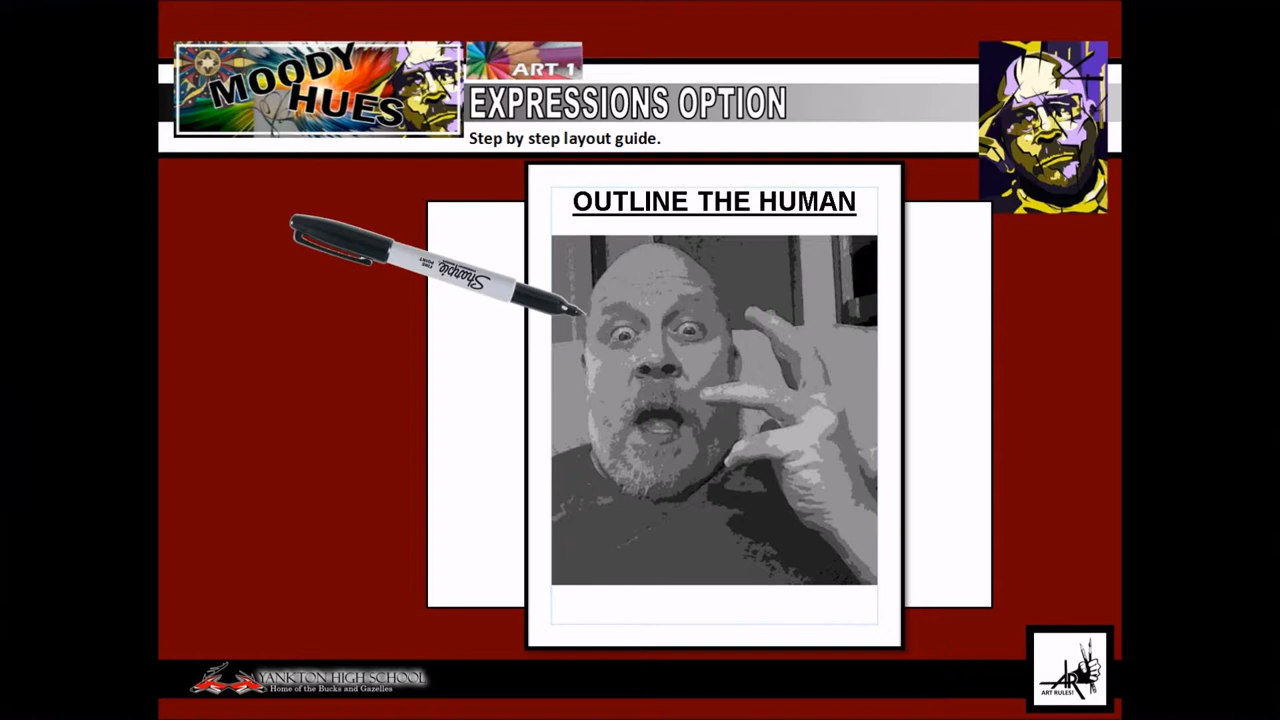 MOODY
HUES
ART 1
EXPRESSIONS OPTION
Step by step layout guide.
OUTLINE THE HUMAN
Sharpie
FINE
POINT
YANKTON HIGH SCHOOL
Home of the Bucks and Gazelles
AR
ART RULES!